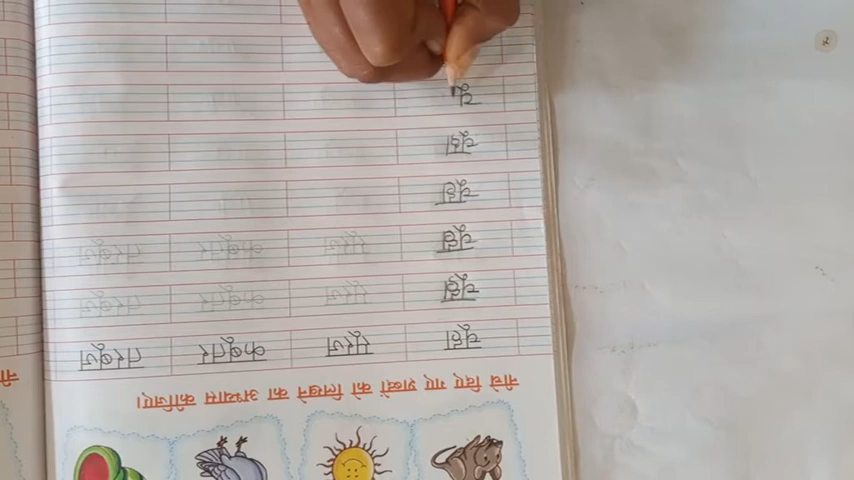 नीचे दिए गए शब्दों को लिखने का अभ्यास कीजिए।
चूहा सूरज कबूतर तरबूज
चूहा सूरज कबूतर तरबूज
चूहा सूरज कबूतर तरबूज
चूहा
चूहा
चू